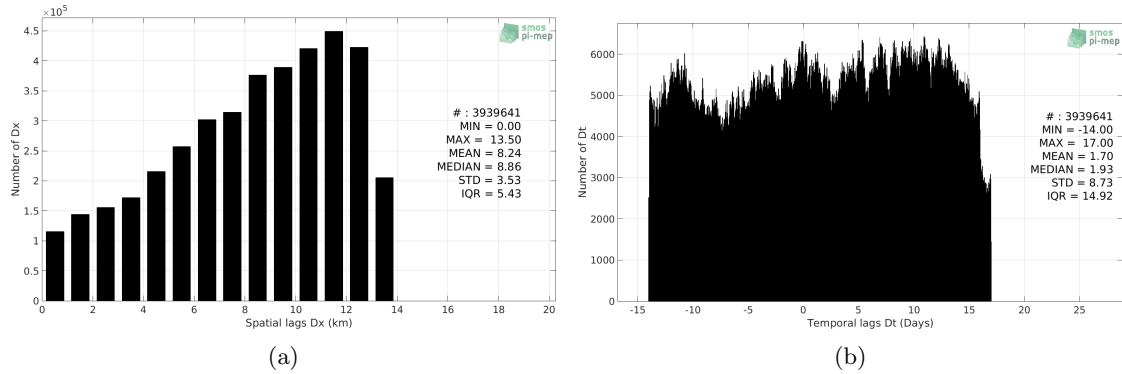 ×10⁵
4.5
4
3.5
3
2.5
2
1.5
1
0.5
0
Number of Dx
0 2 4 6 8 10 12 14 16 18 20
Spatial lags Dx (km)
smos
pi-mep
# : 3939641
MIN = 0.00
MAX = 13.50
MEAN = 8.24
MEDIAN = 8.86
STD = 3.53
IQR = 5.43
(a)
6000
5000
4000
3000
2000
1000
0
Number of Dt
-15 -10 -5 0 5 10 15 20 25
Temporal lags Dt (Days)
smos
pi-mep
# : 3939641
MIN = -14.00
MAX = 17.00
MEAN = 1.70
MEDIAN = 1.93
STD = 8.73
IQR = 14.92
(b)